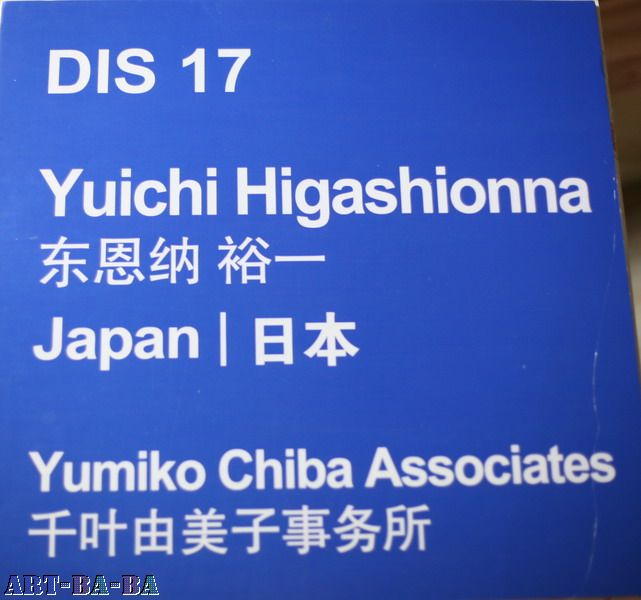 DIS 17
Yuichi Higashionna
东恩纳 裕一
Japan | 日本
Yumiko Chiba Associates
千叶由美子事务所
ART-BA-BA